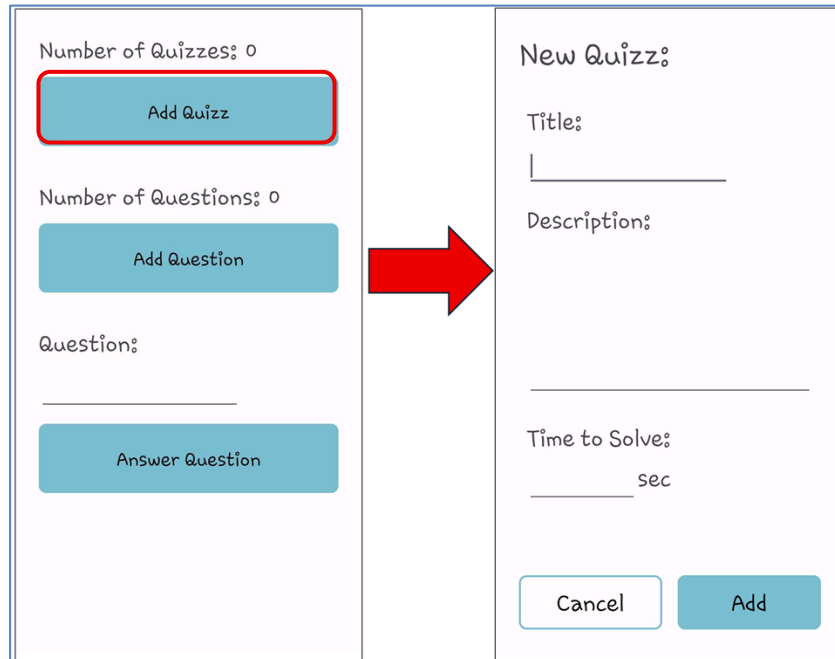 Number of Quizzes: 0
Add Quizz
Number of Questions: 0
Add Question
Question:
Answer Question
New Quizz:
Title:
Description:
Time to Solve:
sec
Cancel
Add